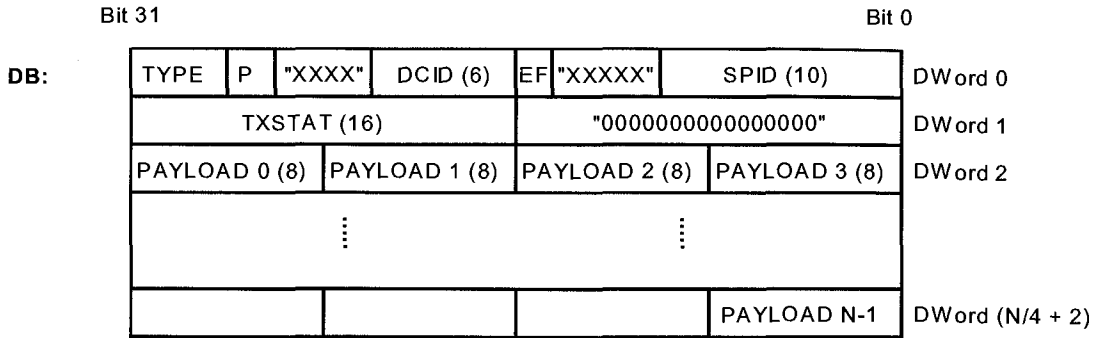 Bit 31 Bit 0
DB: TYPE P "XXXX" DCID (6) EF "XXXXX" SPID (10) DWord 0
TXSTAT (16) "0000000000000000" DWord 1
PAYLOAD 0 (8) PAYLOAD 1 (8) PAYLOAD 2 (8) PAYLOAD 3 (8) DWord 2
PAYLOAD N-1 DWord (N/4 + 2)